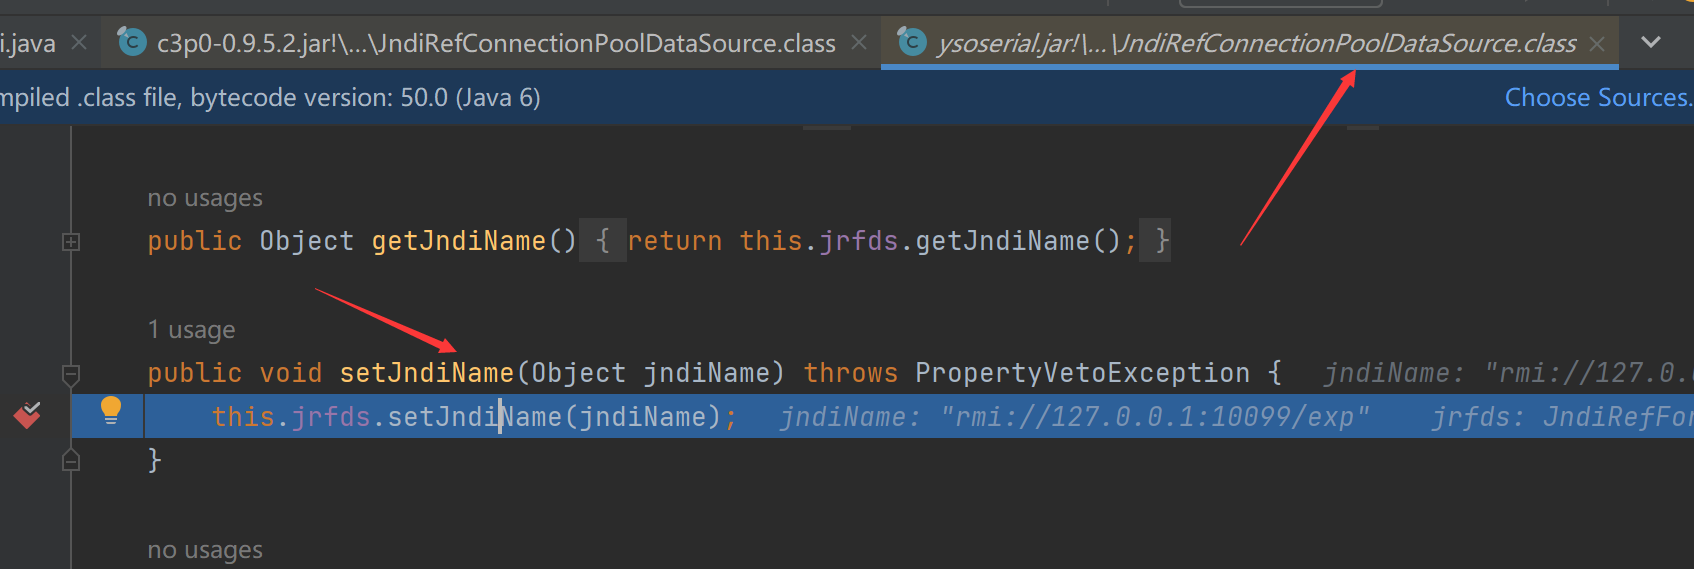 i.java
c3p0-0.9.5.2.jar!\...\JndiRefConnectionPoolDataSource.class
ysoserial.jar!\...\JndiRefConnectionPoolDataSource.class
mpiled .class file, bytecode version: 50.0 (Java 6)
Choose Sources.
no usages
public Object getJndiName() { return this.jrfds.getJndiName(); }
1 usage
public void setJndiName(Object jndiName) throws PropertyVetoException {   jndiName: "rmi://127.0.
this.jrfds.setJndiName(jndiName);   jndiName: "rmi://127.0.0.1:10099/exp"   jrfds: JndiRefFor
}
no usages